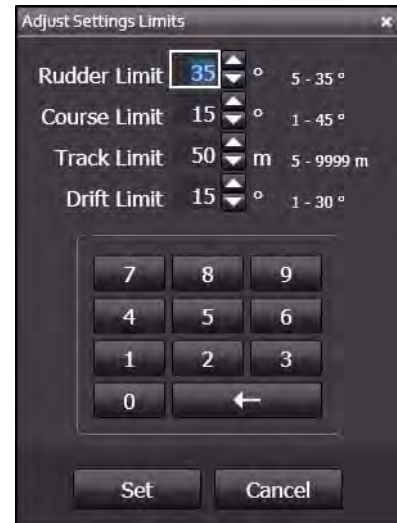 Adjust Settings Limits ×
Rudder Limit 35 ° 5 - 35 °
Course Limit 15 ° 1 - 45 °
Track Limit 50 m 5 - 9999 m
Drift Limit 15 ° 1 - 30 °
7 8 9
4 5 6
1 2 3
0 ←
Set Cancel